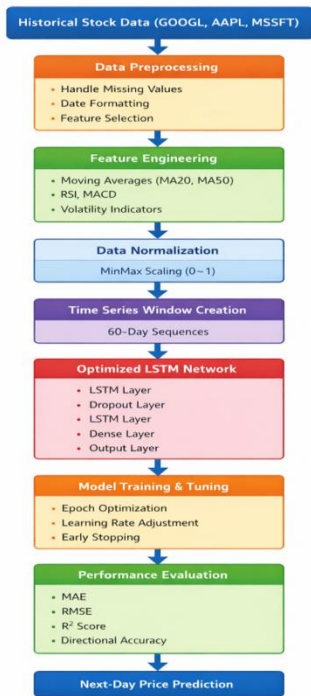 Historical Stock Data (GOOGL, AAPL, MSSFT)
Data Preprocessing
• Handle Missing Values
• Date Formatting
• Feature Selection
Feature Engineering
• Moving Averages (MA20, MA50)
• RSI, MACD
• Volatility Indicators
Data Normalization
MinMax Scaling (0~1)
Time Series Window Creation
60-Day Sequences
Optimized LSTM Network
• LSTM Layer
• Dropout Layer
• LSTM Layer
• Dense Layer
• Output Layer
Model Training & Tuning
• Epoch Optimization
• Learning Rate Adjustment
• Early Stopping
Performance Evaluation
• MAE
• RMSE
• R² Score
• Directional Accuracy
Next-Day Price Prediction